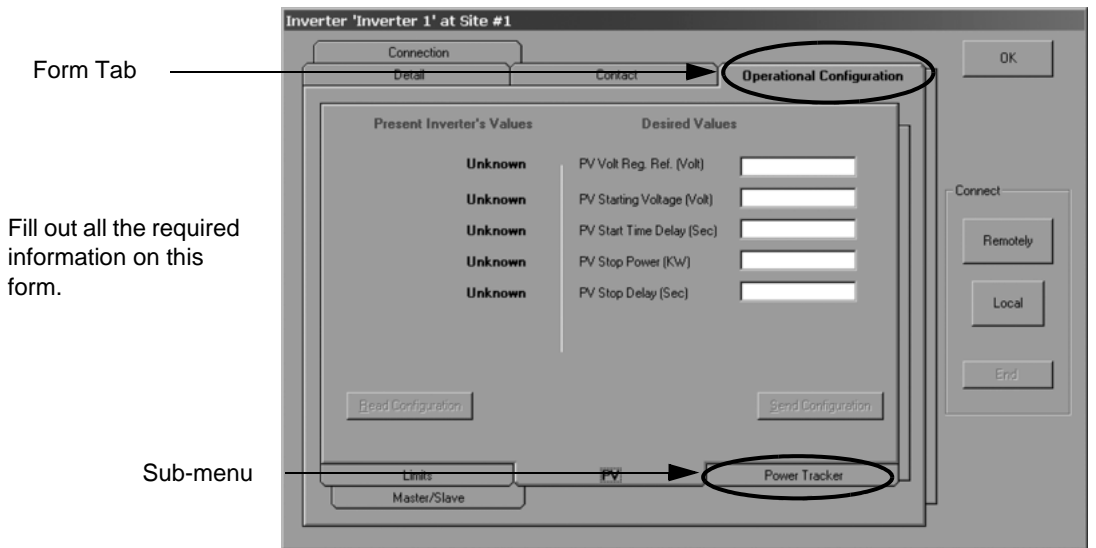 Inverter 'Inverter 1' at Site #1
Form Tab
Connection
Detail
Contact
Operational Configuration
OK
Present Inverter's Values
Desired Values
Unknown
PV Volt Reg. Ref. (Volt)
Unknown
PV Starting Voltage (Volt)
Unknown
PV Start Time Delay (Sec)
Unknown
PV Stop Power (KW)
Unknown
PV Stop Delay (Sec)
Fill out all the required
information on this
form.
Connect
Remotely
Local
End
Read Configuration
Send Configuration
Sub-menu
Limits
PV
Power Tracker
Master/Slave